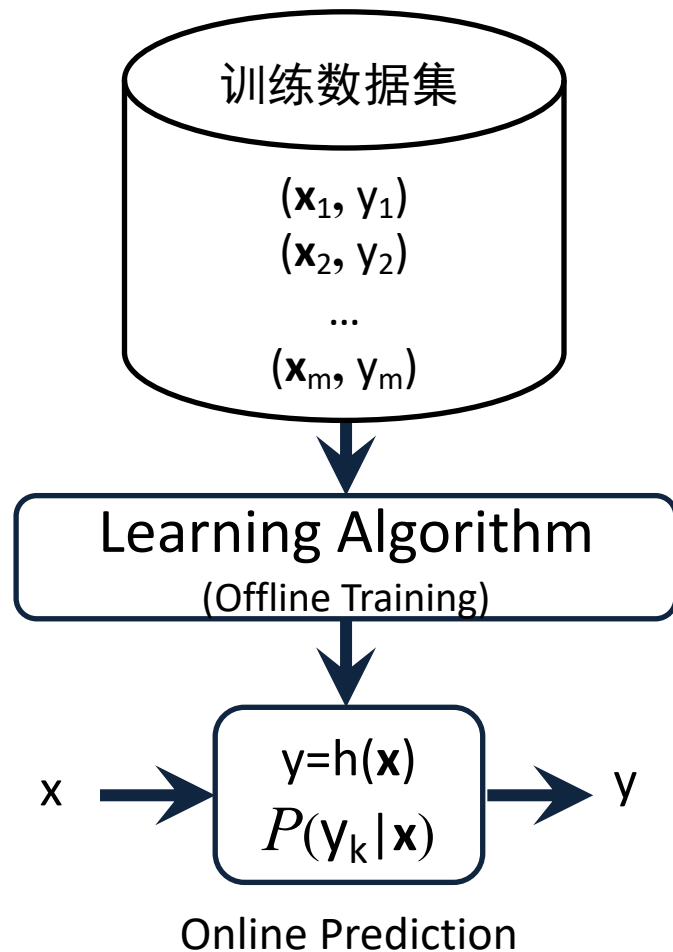 训练数据集
(x₁, y₁)
(x₂, y₂)
...
(xₘ, yₘ)
Learning Algorithm
(Offline Training)
y=h(x)
x
y
P(yₖ|x)
Online Prediction